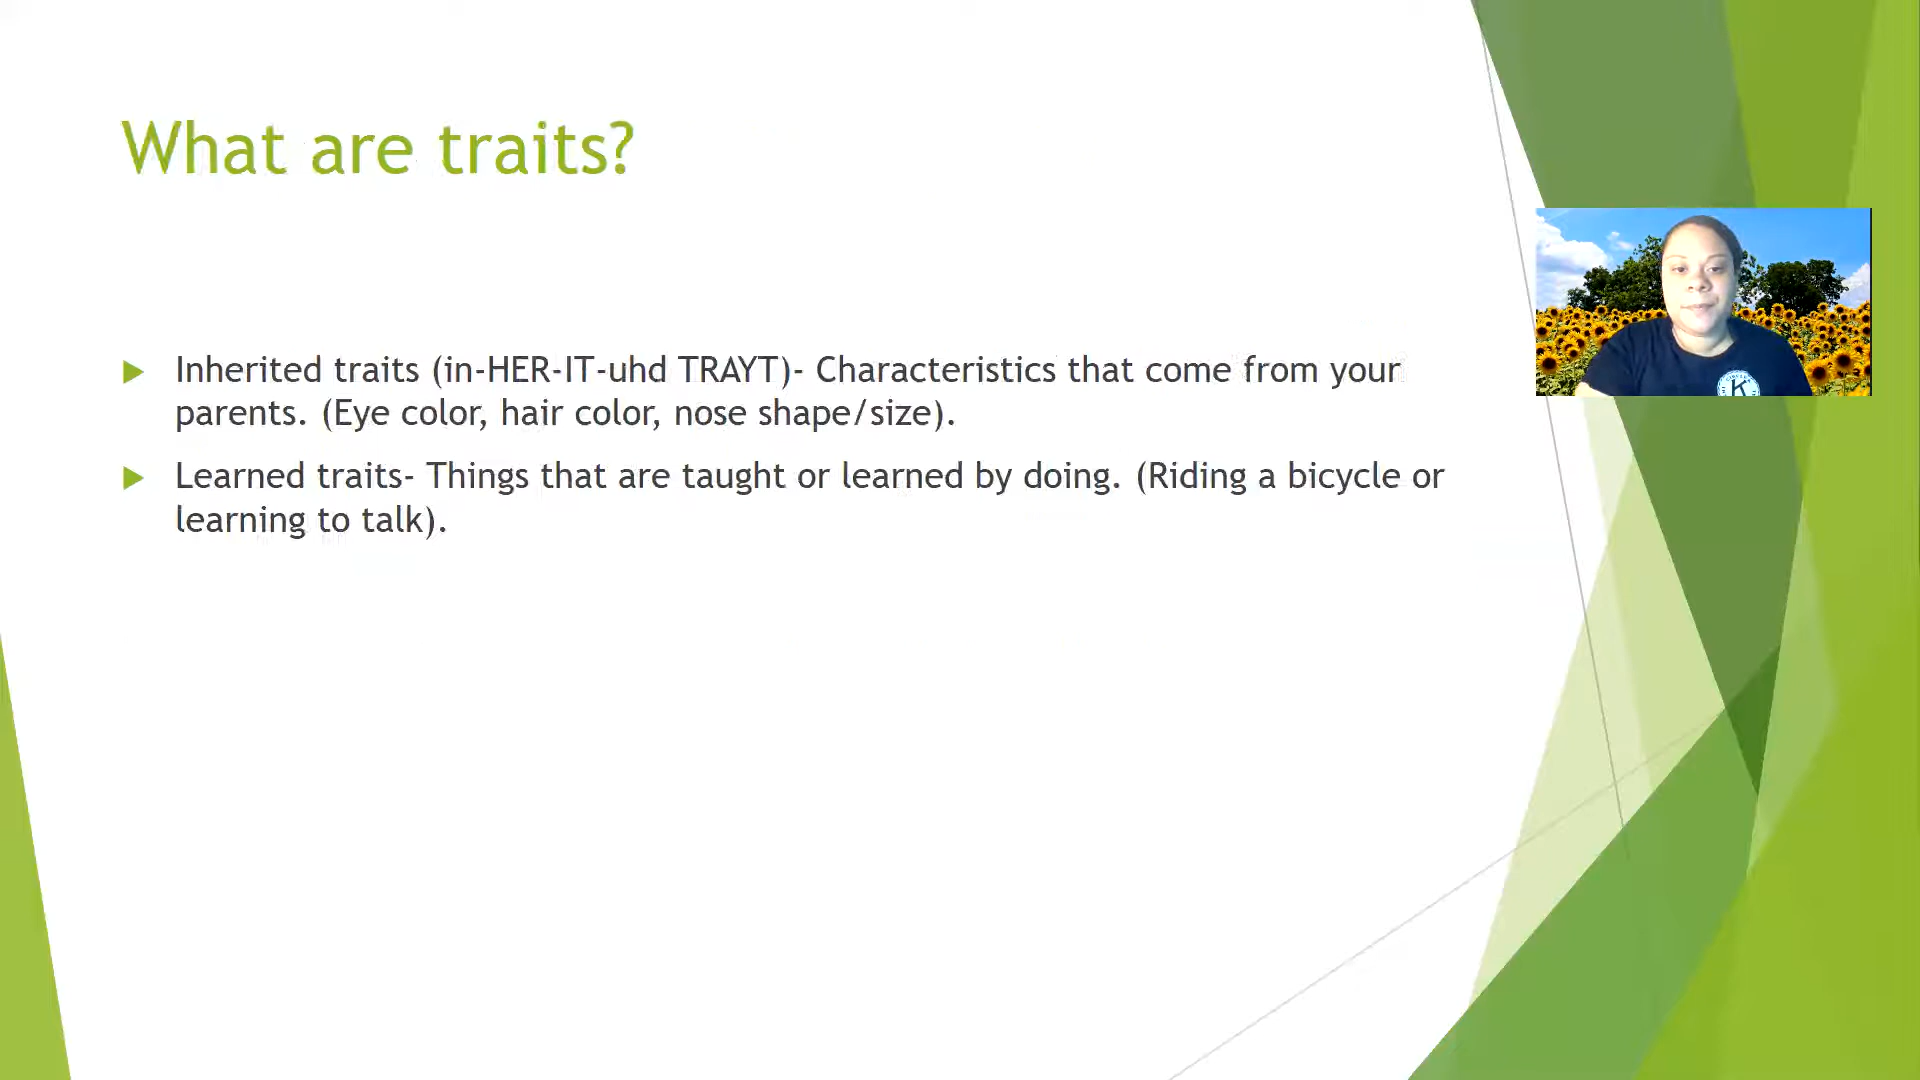 What are traits?
Inherited traits (in-HER-IT-uhd TRAYT)- Characteristics that come from your
parents. (Eye color, hair color, nose shape/size).
Learned traits- Things that are taught or learned by doing. (Riding a bicycle or
learning to talk).
K